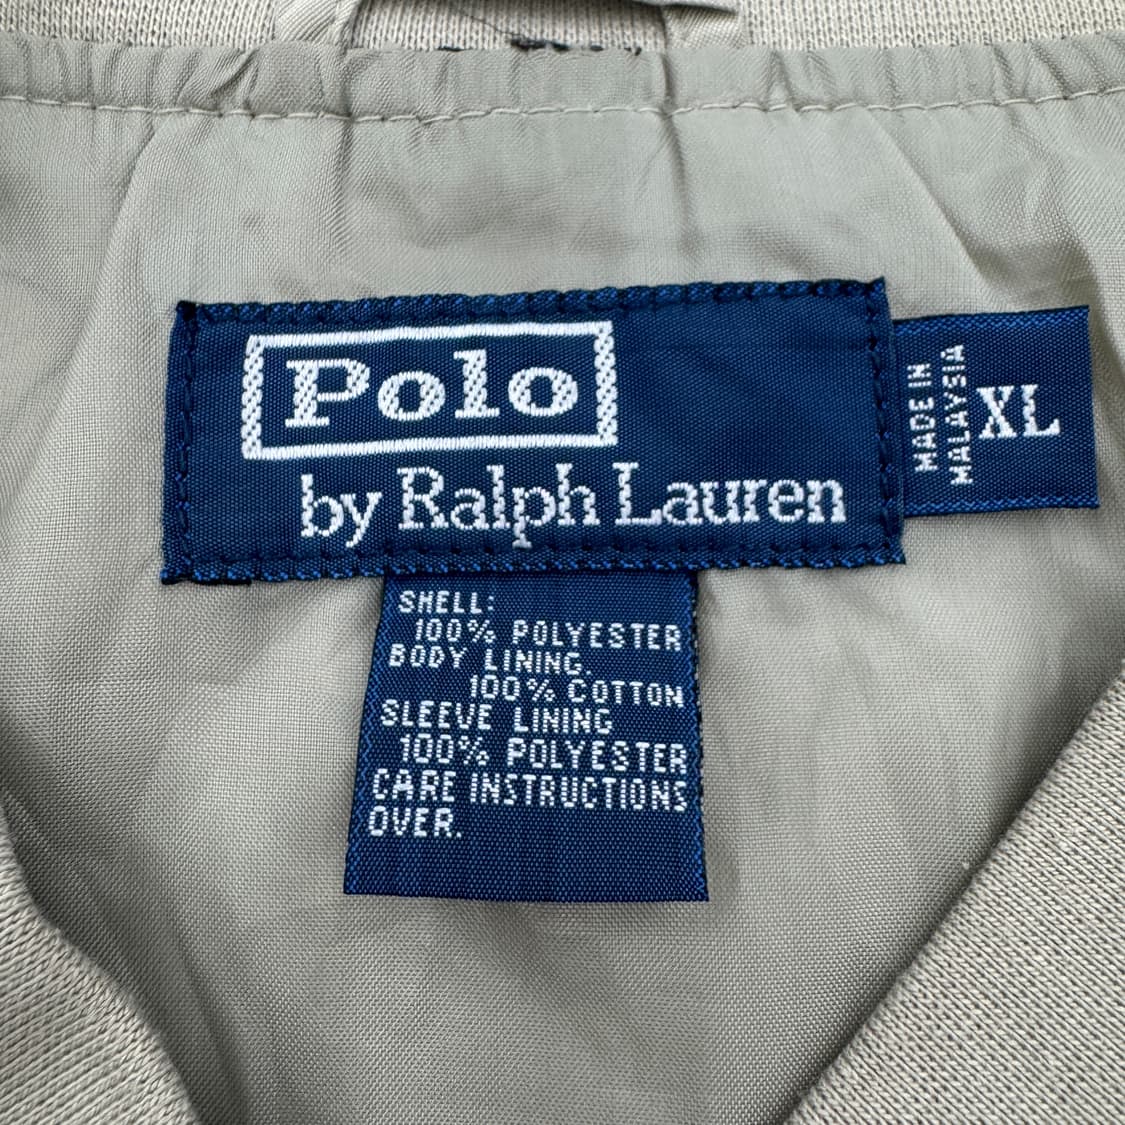 Polo
by Ralph Lauren
MADE IN
MALAYSIA
XL
SHELL:
100% POLYESTER
BODY LINING.
100% COTTON
SLEEVE LINING
100% POLYESTER
CARE INSTRUCTIONS
OVER.